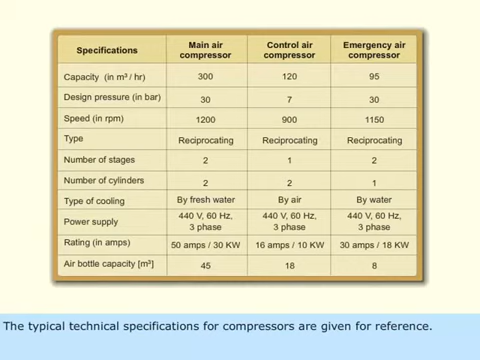 Specifications Main air compressor Control air compressor Emergency air compressor
Capacity (in m³ / hr) 300 120 95
Design pressure (in bar) 30 7 30
Speed (in rpm) 1200 900 1150
Type Reciprocating Reciprocating Reciprocating
Number of stages 2 1 2
Number of cylinders 2 2 1
Type of cooling By fresh water By air By water
Power supply 440 V, 60 Hz, 3 phase 440 V, 60 Hz, 3 phase 440 V, 60 Hz, 3 phase
Rating (in amps) 50 amps / 30 KW 16 amps / 10 KW 30 amps / 18 KW
Air bottle capacity [m³] 45 18 8
The typical technical specifications for compressors are given for reference.